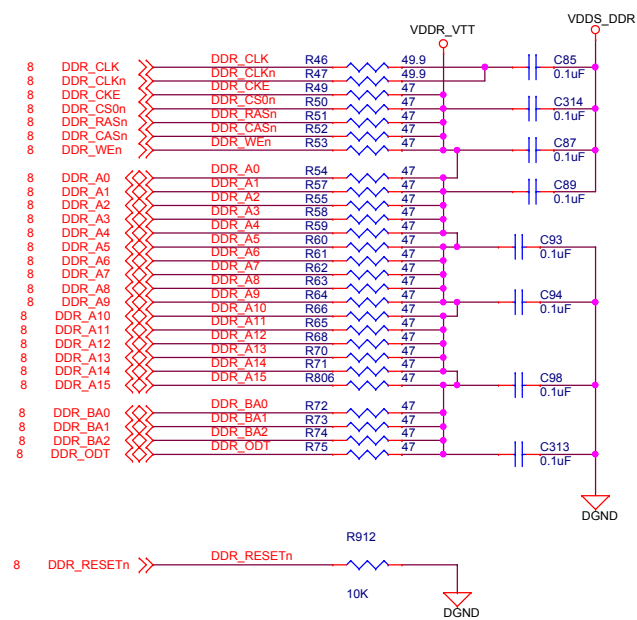 VDDR_VTT VDDS_DDR
8 DDR_CLK DDR_CLK R46 49.9 C85 0.1uF
8 DDR_CLKn DDR_CLKn R47 49.9
8 DDR_CKE DDR_CKE R49 47
8 DDR_CS0n DDR_CS0n R50 47 C314 0.1uF
8 DDR_RASn DDR_RASn R51 47
8 DDR_CASn DDR_CASn R52 47
8 DDR_WEn DDR_WEn R53 47 C87 0.1uF
8 DDR_A0 DDR_A0 R54 47
8 DDR_A1 DDR_A1 R57 47 C89 0.1uF
8 DDR_A2 DDR_A2 R55 47
8 DDR_A3 DDR_A3 R58 47
8 DDR_A4 DDR_A4 R59 47
8 DDR_A5 DDR_A5 R60 47 C93 0.1uF
8 DDR_A6 DDR_A6 R61 47
8 DDR_A7 DDR_A7 R62 47
8 DDR_A8 DDR_A8 R63 47
8 DDR_A9 DDR_A9 R64 47 C94 0.1uF
8 DDR_A10 DDR_A10 R66 47
8 DDR_A11 DDR_A11 R65 47
8 DDR_A12 DDR_A12 R68 47
8 DDR_A13 DDR_A13 R70 47
8 DDR_A14 DDR_A14 R71 47
8 DDR_A15 DDR_A15 R806 47 C98 0.1uF
8 DDR_BA0 DDR_BA0 R72 47
8 DDR_BA1 DDR_BA1 R73 47
8 DDR_BA2 DDR_BA2 R74 47
8 DDR_ODT DDR_ODT R75 47 C313 0.1uF
DGND
R912
8 DDR_RESETn DDR_RESETn
10K
DGND